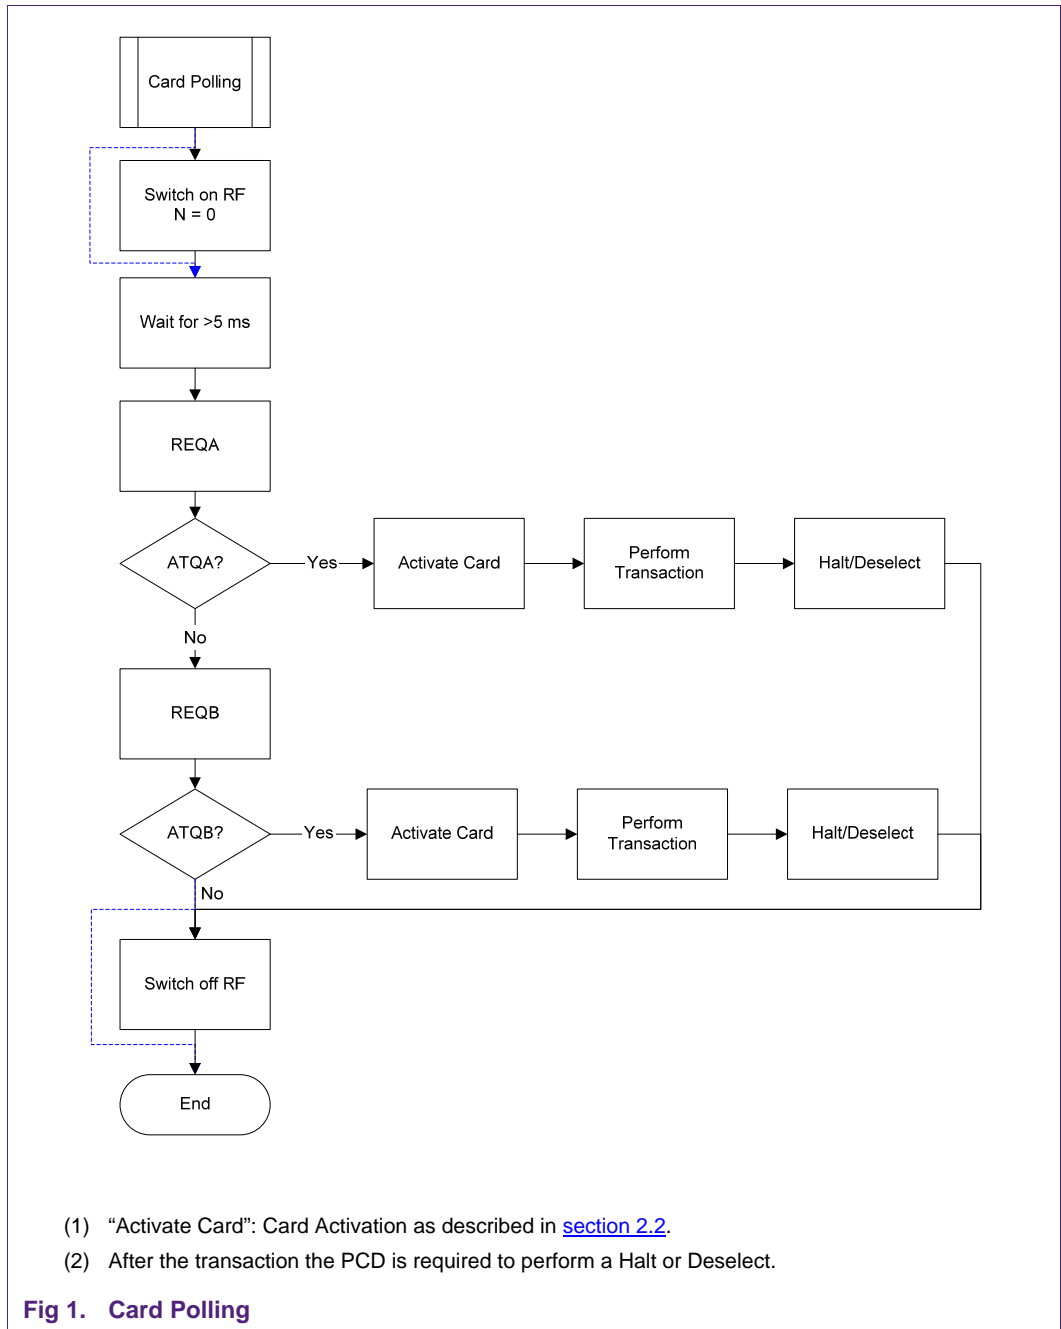 Card Polling
Switch on RF
N = 0
Wait for >5 ms
REQA
ATQA?
Yes
Activate Card
Perform
Transaction
Halt/Deselect
No
REQB
ATQB?
Yes
Activate Card
Perform
Transaction
Halt/Deselect
No
Switch off RF
End
(1) “Activate Card”: Card Activation as described in section 2.2.
(2) After the transaction the PCD is required to perform a Halt or Deselect.
Fig 1. Card Polling